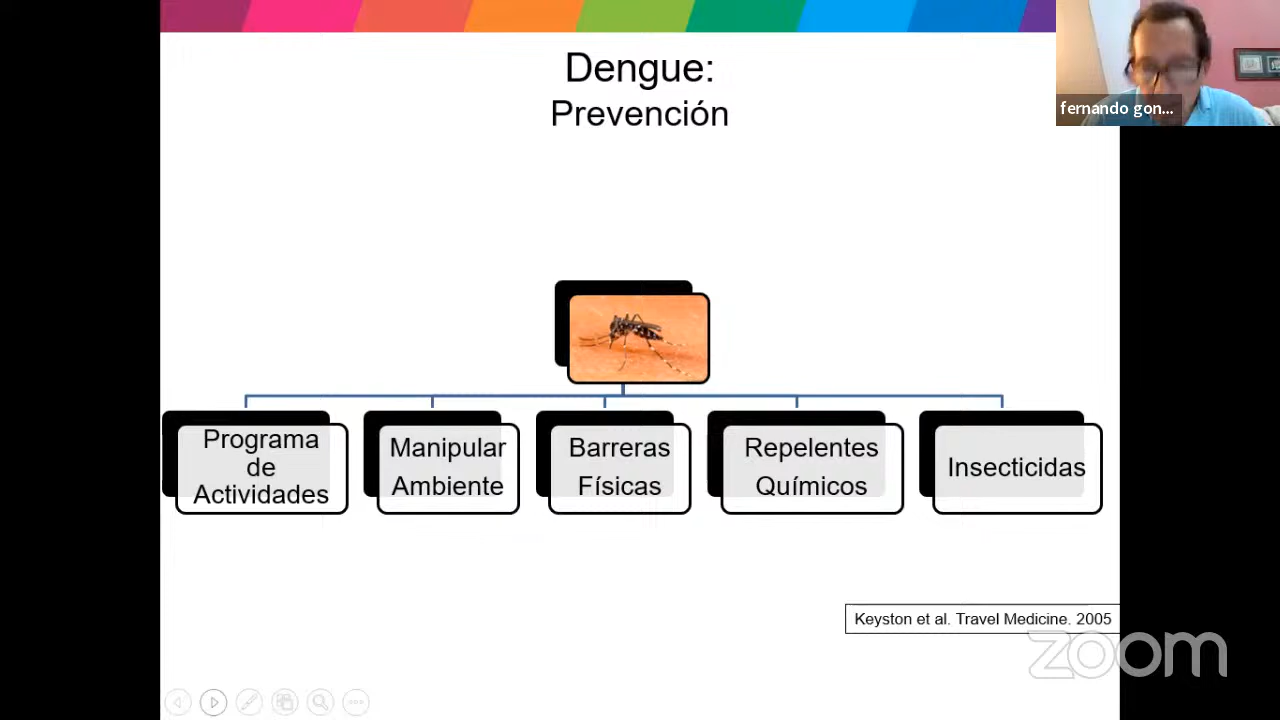 Dengue:
Prevención
fernando gon...
Programa
de
Actividades
Manipular
Ambiente
Barreras
Físicas
Repelentes
Químicos
Insecticidas
Keyston et al. Travel Medicine. 2005
zoom